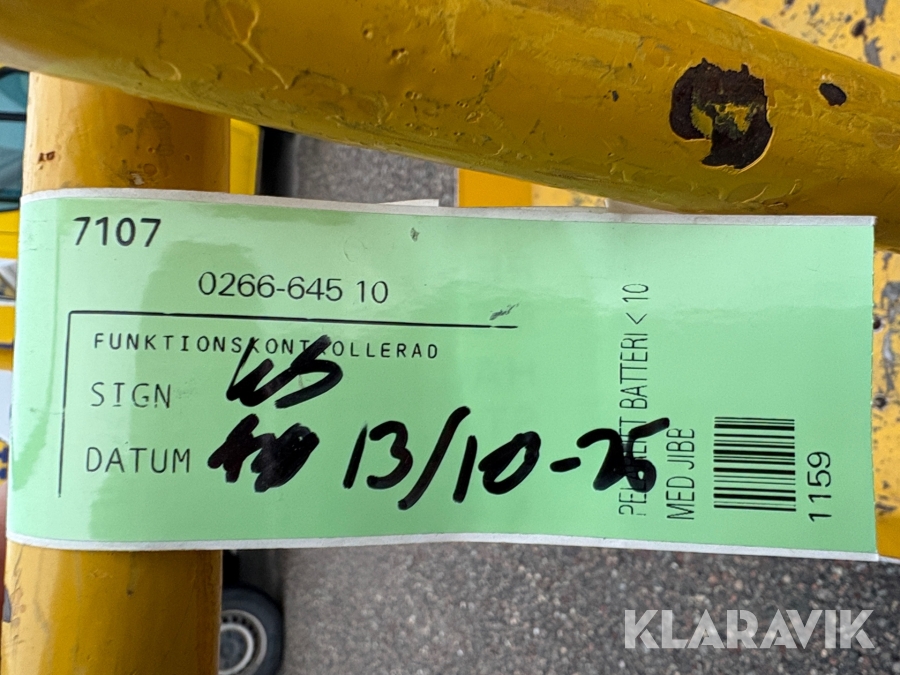 7107
0266-645 10
FUNKTIONSKONTROLLERAD
SIGN
DATUM 13/10-25
BATTERI < 10
MED JIBB
1159
KLARAVIK